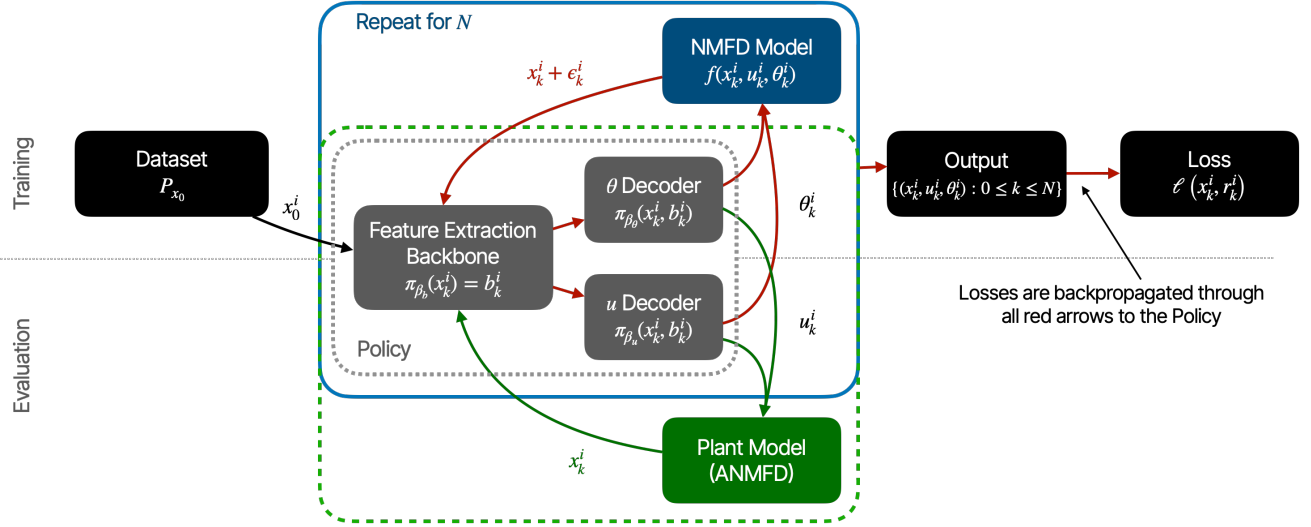 Repeat for N
NMFD Model
f(x_k^i, u_k^i, θ_k^i)
x_k^i + ϵ_k^i
Training
Dataset
P_{x_0}
x_0^i
θ Decoder
π_{β_θ}(x_k^i, b_k^i)
Feature Extraction
Backbone
π_{β_b}(x_k^i) = b_k^i
u Decoder
π_{β_u}(x_k^i, b_k^i)
Policy
θ_k^i
u_k^i
Output
{(x_k^i, u_k^i, θ_k^i) : 0 ≤ k ≤ N}
Loss
ℓ (x_k^i, r_k^i)
Losses are backpropagated through
all red arrows to the Policy
Evaluation
x_k^i
Plant Model
(ANMFD)